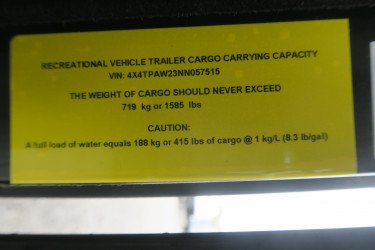 RECREATIONAL VEHICLE TRAILER CARGO CARRYING CAPACITY
VIN: 4X4TPAW23NN057515
THE WEIGHT OF CARGO SHOULD NEVER EXCEED
719 kg or 1585 lbs
CAUTION:
A full load of water equals 188 kg or 415 lbs of cargo @ 1 kg/L (8.3 lb/gal)